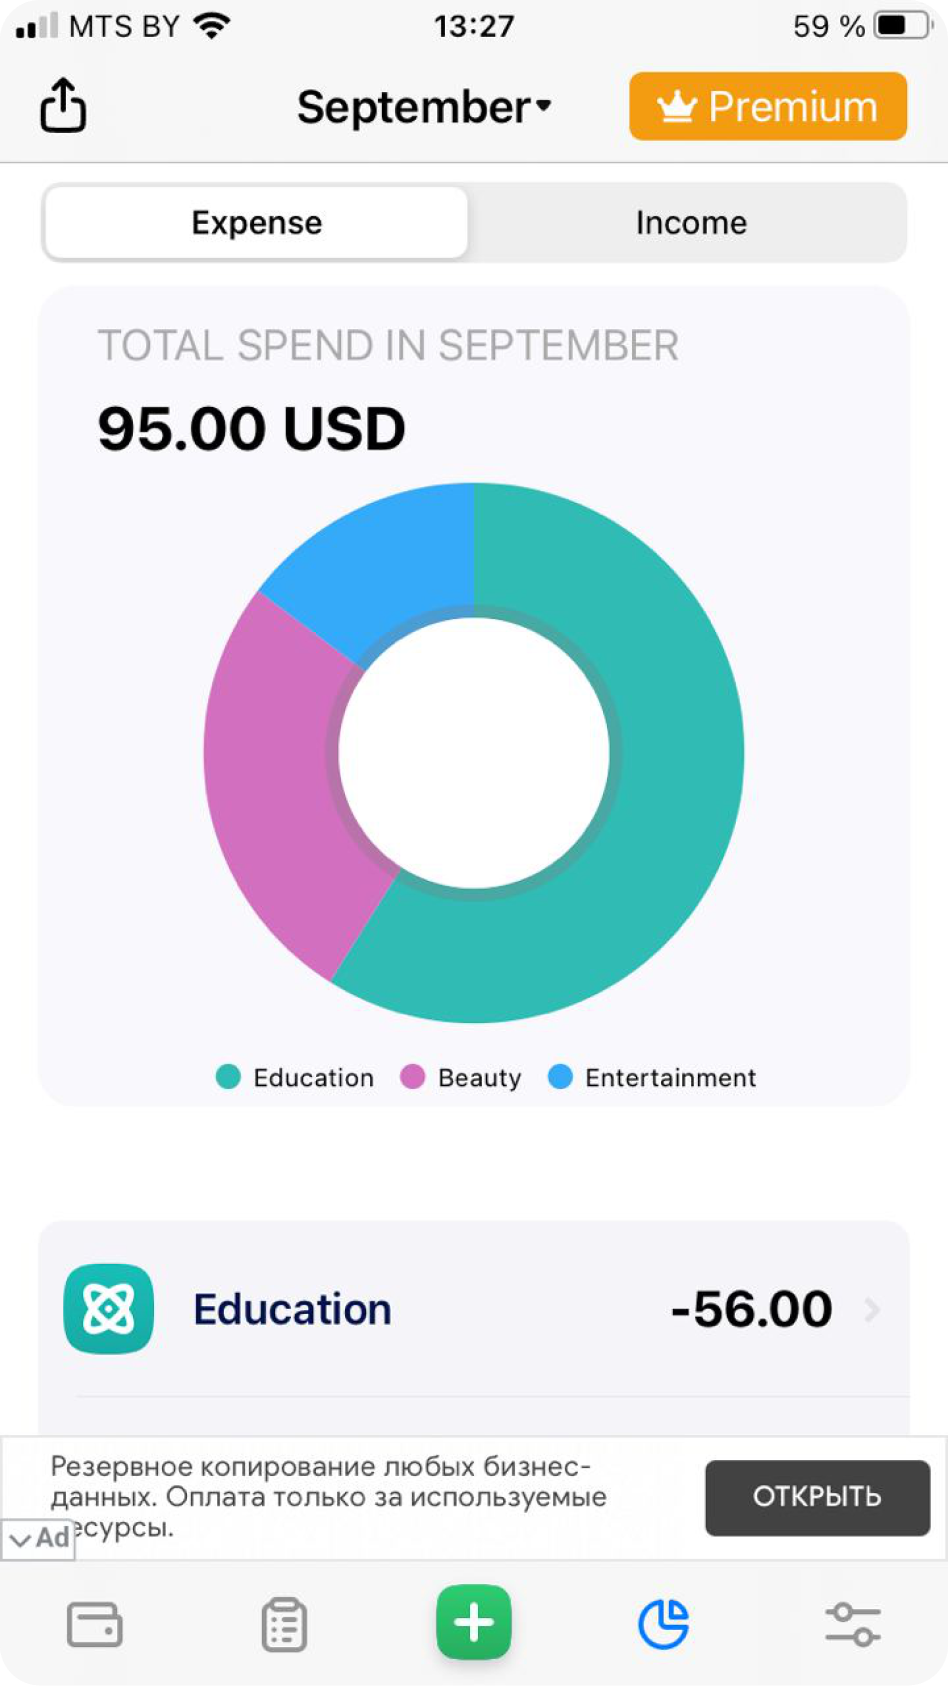 MTS BY 13:27 59 %
September Premium
Expense Income
TOTAL SPEND IN SEPTEMBER
95.00 USD
Education Beauty Entertainment
Education -56.00
Резервное копирование любых бизнес-
данных. Оплата только за используемые
есурсы.
ОТКРЫТЬ
Ad